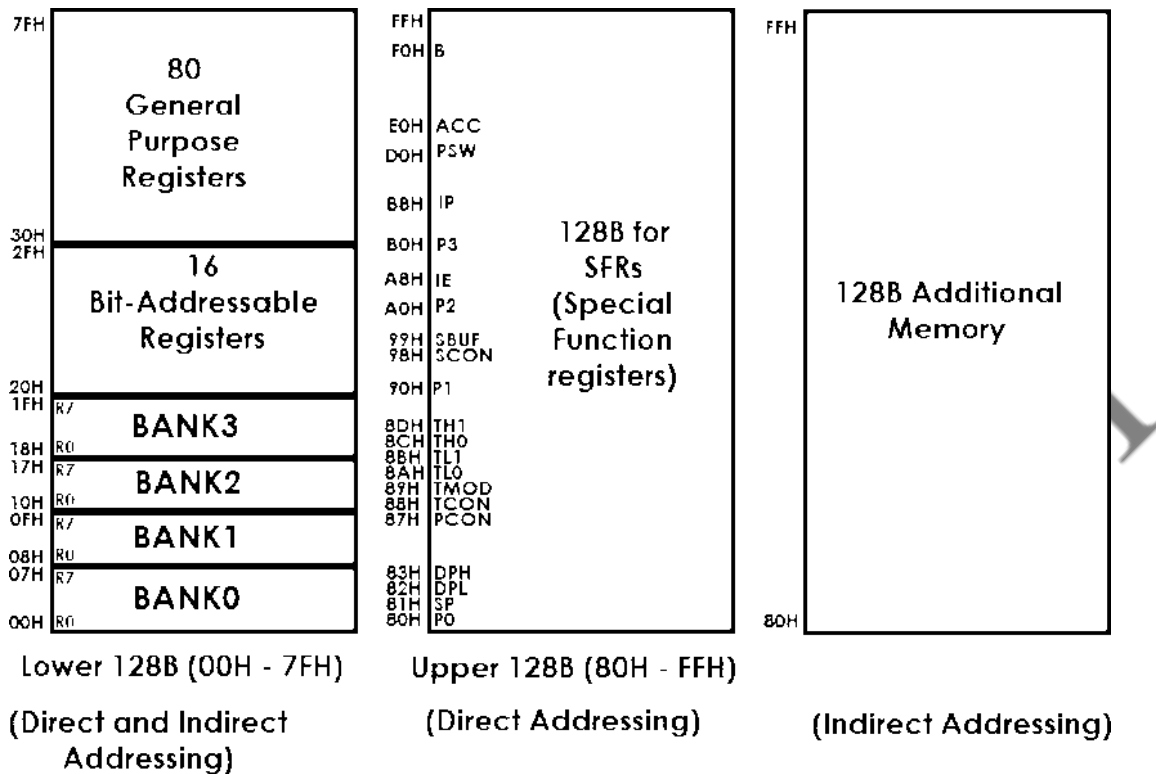 7FH
80
General
Purpose
Registers
30H
2FH
16
Bit-Addressable
Registers
20H
1FH R7
BANK3
18H R0
17H R7
BANK2
10H R0
0FH R7
BANK1
08H R0
07H R7
BANK0
00H R0
Lower 128B (00H - 7FH)
(Direct and Indirect
Addressing)
FFH
F0H B
E0H ACC
D0H PSW
B8H IP
B0H P3
A8H IE
A0H P2
99H SBUF
98H SCON
90H P1
8DH TH1
8CH TH0
8BH TL1
8AH TL0
89H TMOD
88H TCON
87H PCON
83H DPH
82H DPL
81H SP
80H P0
128B for
SFRs
(Special
Function
registers)
Upper 128B (80H - FFH)
(Direct Addressing)
FFH
128B Additional
Memory
80H
(Indirect Addressing)